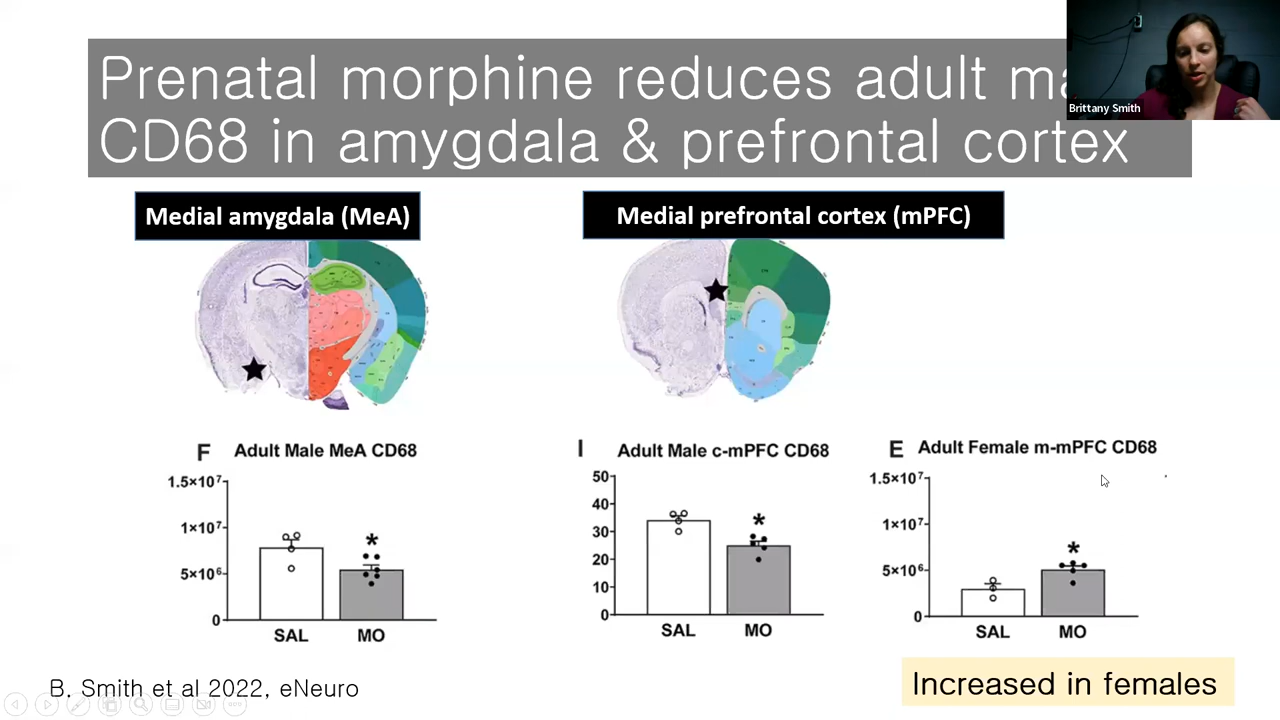 Prenatal morphine reduces adult ma
CD68 in amygdala & prefrontal cortex
Brittany Smith
Medial amygdala (MeA)
Medial prefrontal cortex (mPFC)
F Adult Male MeA CD68
1.5×10⁷
1×10⁷
5×10⁶
0
*
SAL MO
I Adult Male c-mPFC CD68
50
40
30
20
10
0
*
SAL MO
E Adult Female m-mPFC CD68
1.5×10⁷
1×10⁷
5×10⁶
0
*
SAL MO
B. Smith et al 2022, eNeuro
Increased in females